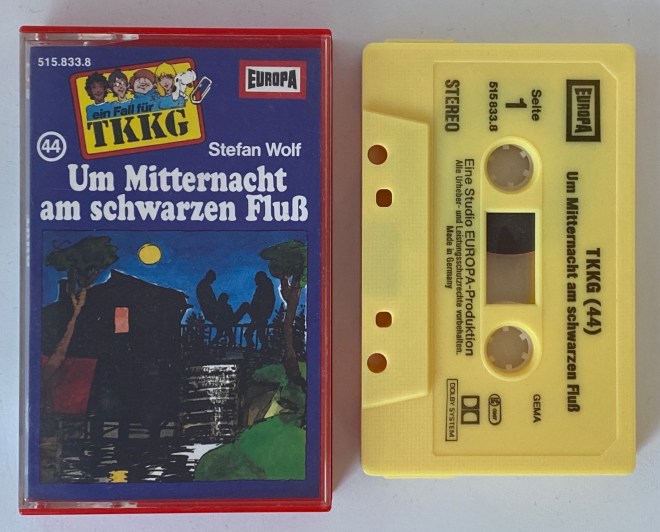 515.833.8
EUROPA
ein Fall für
TKKG
44
Stefan Wolf
Um Mitternacht
am schwarzen Fluß
EUROPA
Seite
1
515 833.8
STEREO
TKKG (44)
Um Mitternacht am schwarzen Fluß
Eine Studio EUROPA-Produktion
Alle Urheber- und Leistungsschutzrechte vorbehalten.
Made in Germany
GEMA
DOLBY SYSTEM